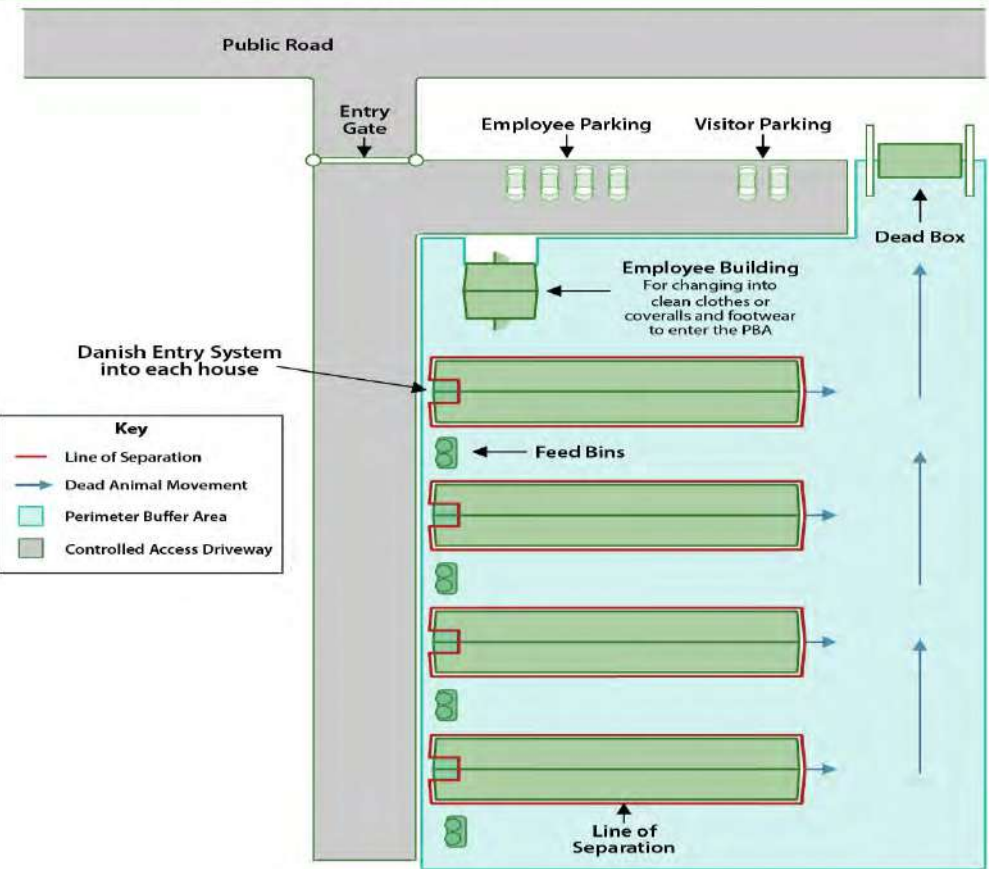 Public Road
Entry
Gate
Employee Parking
Visitor Parking
Dead Box
Employee Building
For changing into
clean clothes or
coveralls and footwear
to enter the PBA
Danish Entry System
into each house
Key
Line of Separation
Dead Animal Movement
Perimeter Buffer Area
Controlled Access Driveway
Feed Bins
Line of
Separation